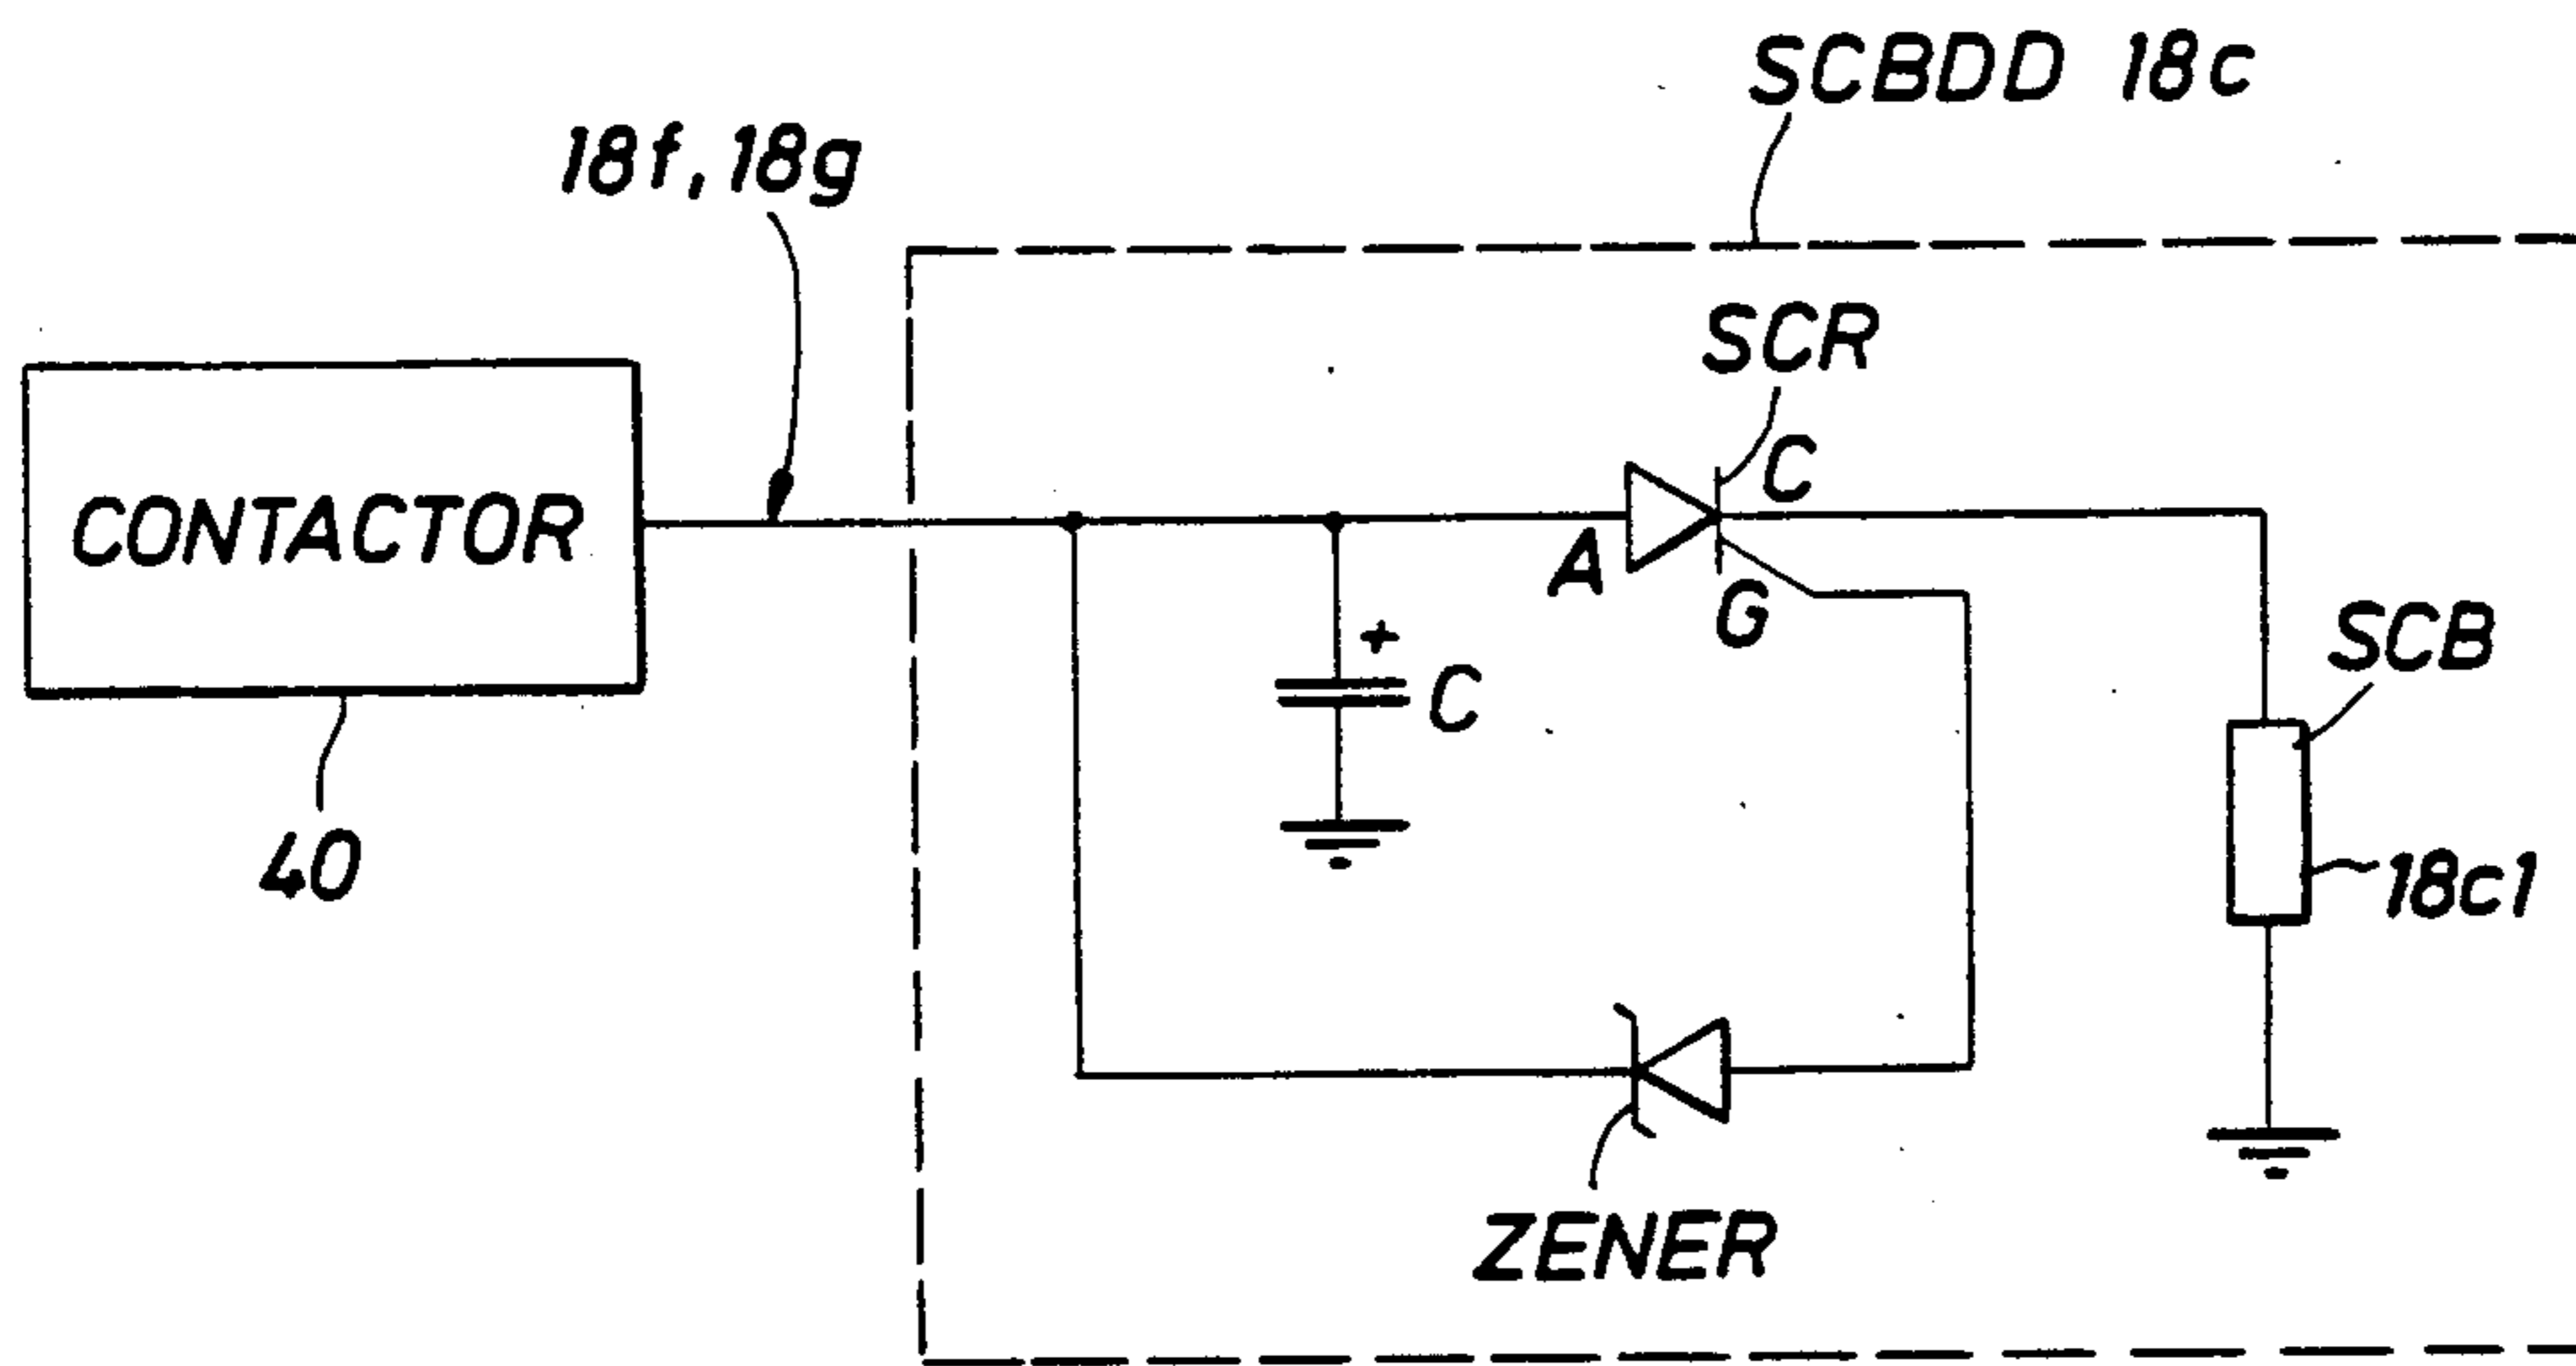 SCBDD 18c
18f, 18g
SCR
C
CONTACTOR
A
G
+
C
SCB
40
18c1
ZENER